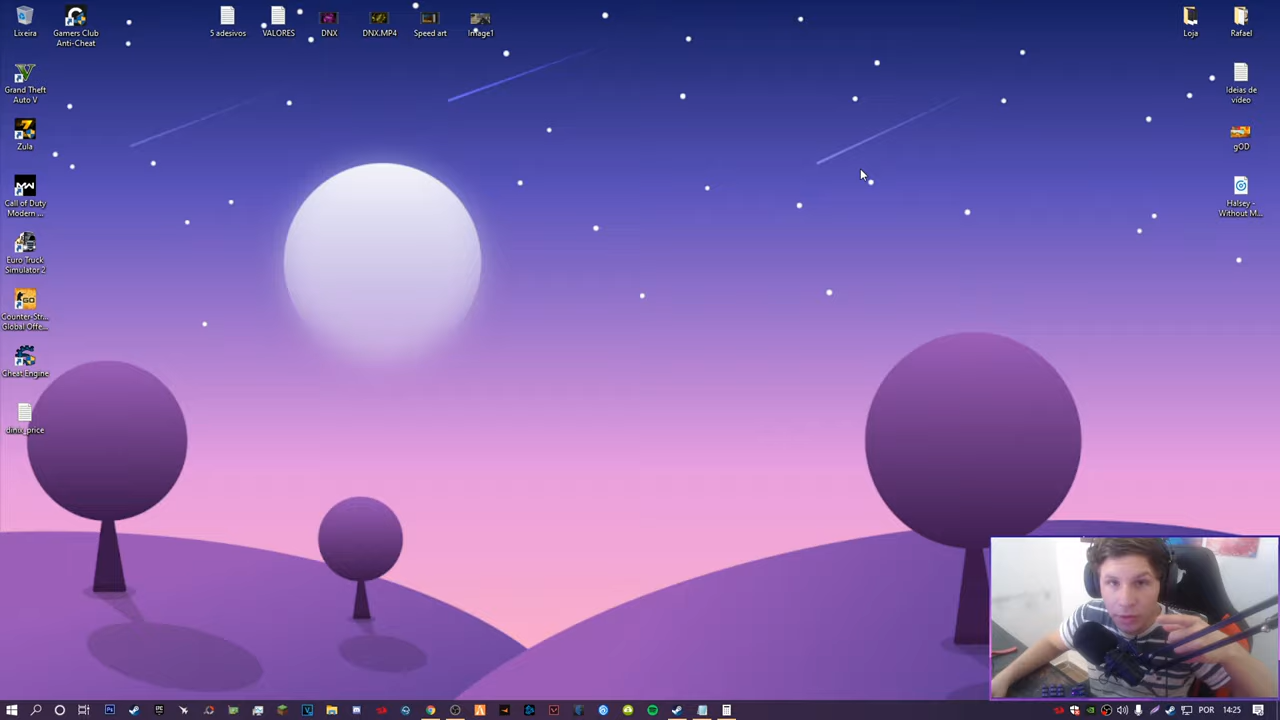 Lixeira
Gamers Club
Anti-Cheat
5 adesivos
VALORES
DNX
DNX.MP4
Speed art
Image1
Loja
Rafael
Grand Theft
Auto V
Ideias de
vídeo
Zula
gOD
Call of Duty
Modern ...
Halsey -
Without M...
Euro Truck
Simulator 2
Counter-Str...
Global Offe...
Cheat Engine
dinix_price
POR
14:25